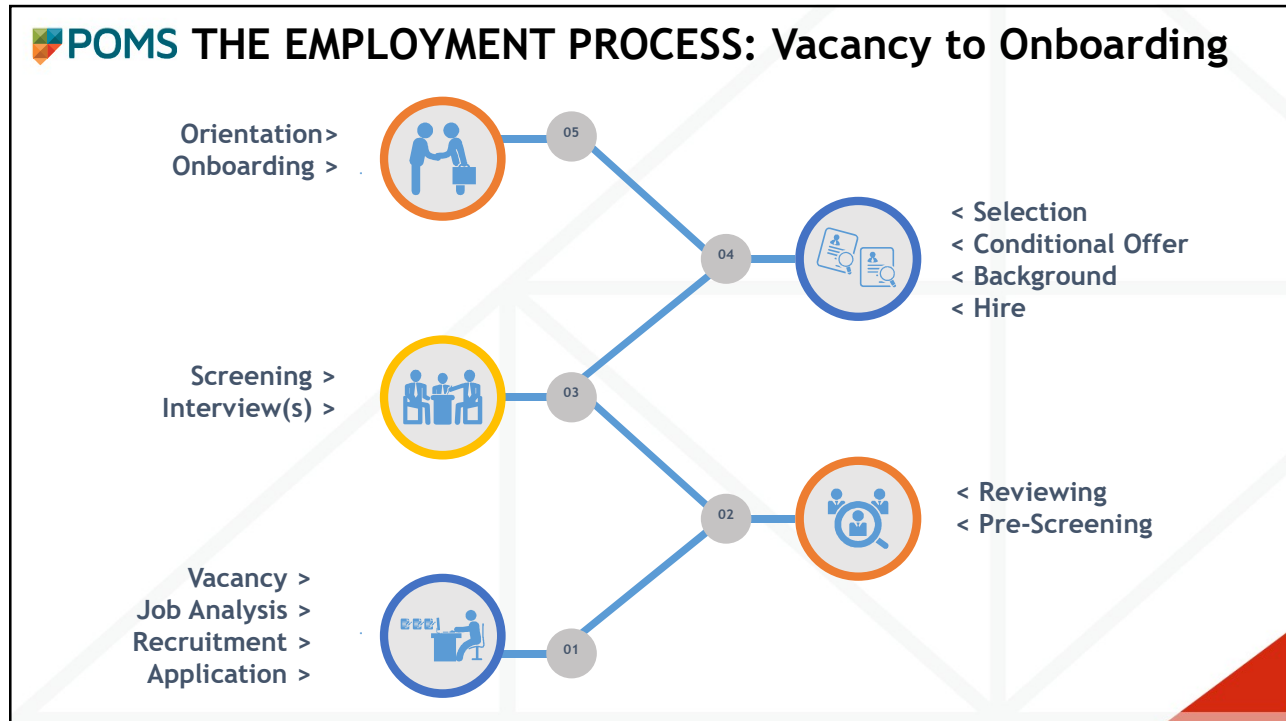 POMS THE EMPLOYMENT PROCESS: Vacancy to Onboarding
Orientation>
Onboarding >
05
04
< Selection
< Conditional Offer
< Background
< Hire
Screening >
Interview(s) >
03
02
< Reviewing
< Pre-Screening
Vacancy >
Job Analysis >
Recruitment >
Application >
01